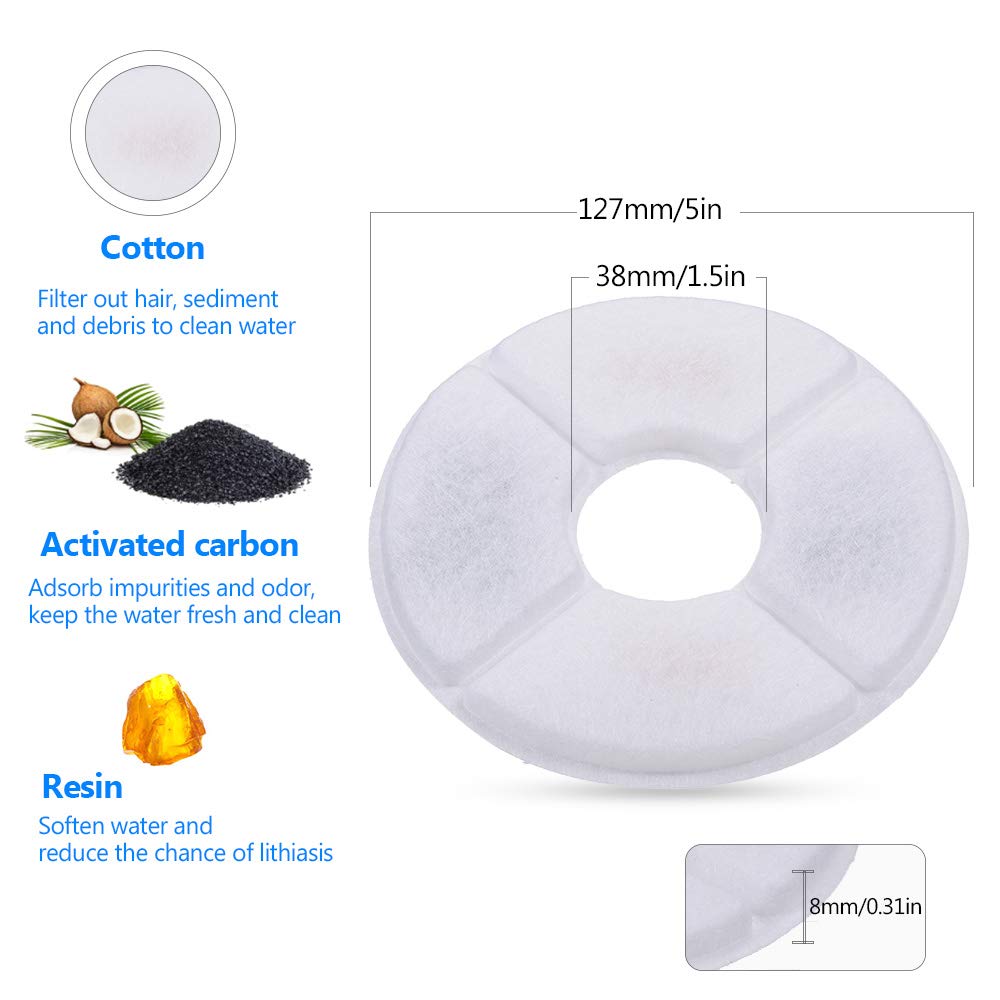 Cotton
Filter out hair, sediment
and debris to clean water
Activated carbon
Adsorb impurities and odor,
keep the water fresh and clean
Resin
Soften water and
reduce the chance of lithiasis
127mm/5in
38mm/1.5in
8mm/0.31in